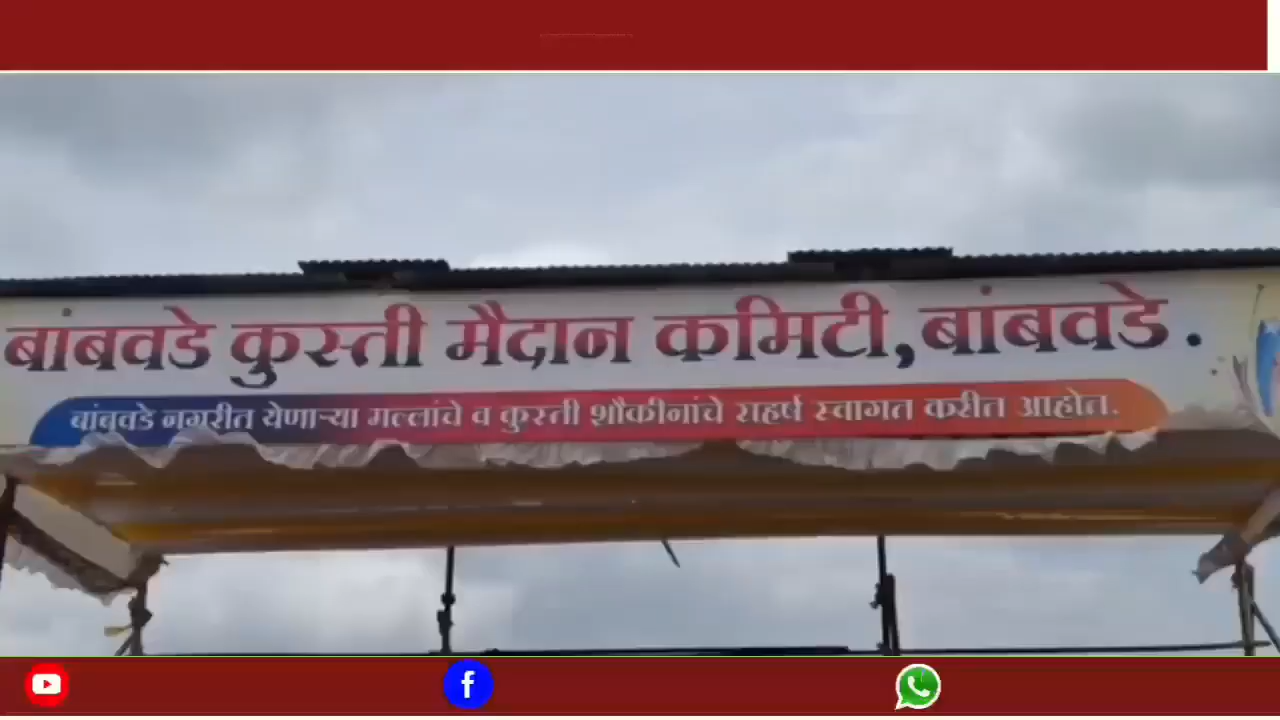 बांबवडे कुस्ती मैदान कमिटी, बांबवडे.
बांबवडे नगरीत येणाऱ्या मल्लांचे व कुस्ती शौकीनांचे सहर्ष स्वागत करीत आहोत.